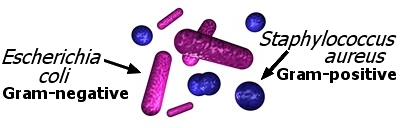 Escherichia
coli
Gram-negative
Staphylococcus
aureus
Gram-positive